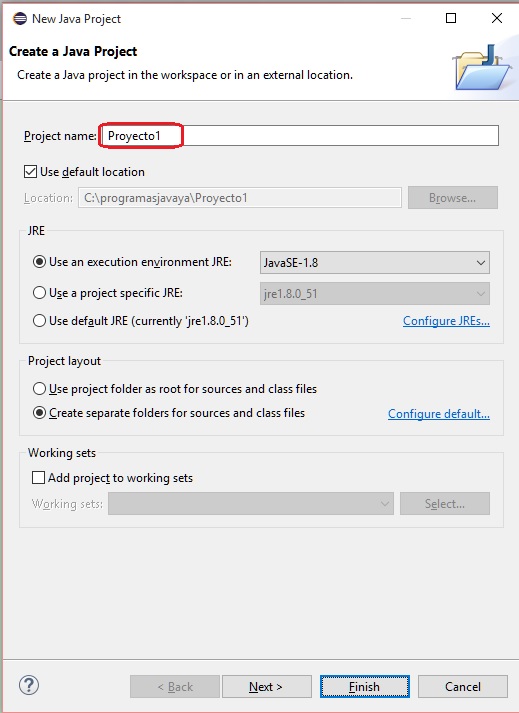 New Java Project
Create a Java Project
Create a Java project in the workspace or in an external location.
Project name: Proyecto1
Use default location
Location: C:\programasjavaya\Proyecto1 Browse...
JRE
Use an execution environment JRE: JavaSE-1.8
Use a project specific JRE: jre1.8.0_51
Use default JRE (currently 'jre1.8.0_51') Configure JREs...
Project layout
Use project folder as root for sources and class files
Create separate folders for sources and class files Configure default...
Working sets
Add project to working sets
Working sets: Select...
? < Back Next > Finish Cancel